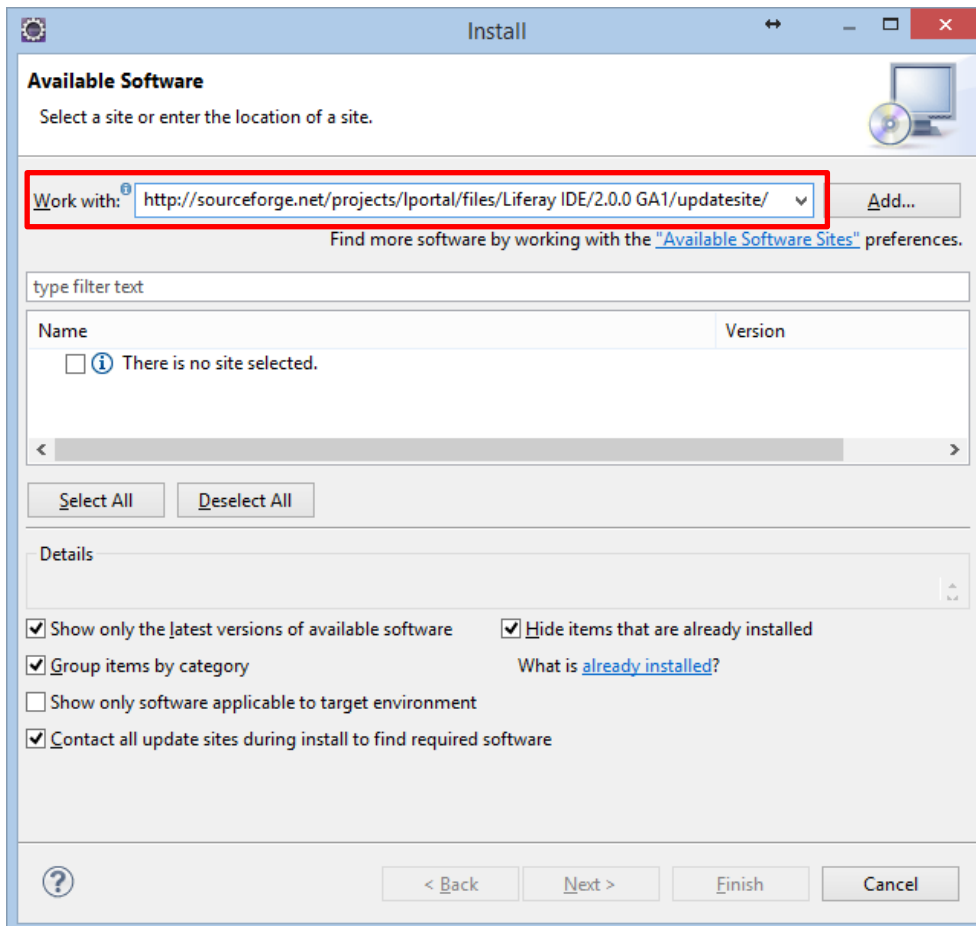 Install
Available Software
Select a site or enter the location of a site.
Work with: http://sourceforge.net/projects/lportal/files/Liferay IDE/2.0.0 GA1/updatesite/ Add...
Find more software by working with the "Available Software Sites" preferences.
type filter text
Name Version
There is no site selected.
Select All Deselect All
Details
Show only the latest versions of available software Hide items that are already installed
Group items by category What is already installed?
Show only software applicable to target environment
Contact all update sites during install to find required software
? < Back Next > Finish Cancel